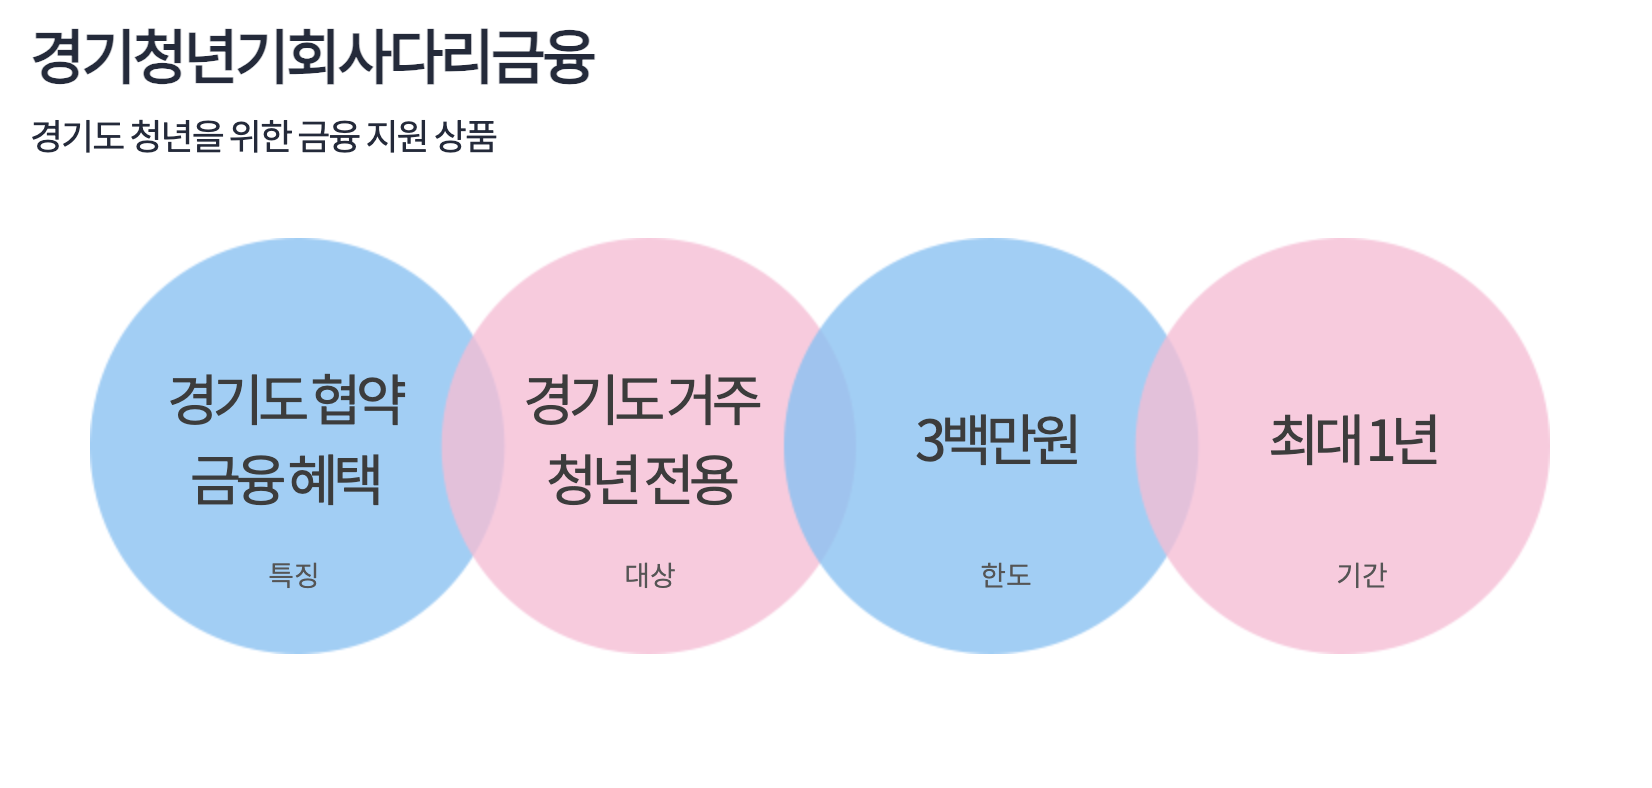 경기청년기회사다리금융
경기도 청년을 위한 금융 지원 상품
경기도 협약
금융 혜택
특징
경기도 거주
청년 전용
대상
3백만원
한도
최대 1년
기간